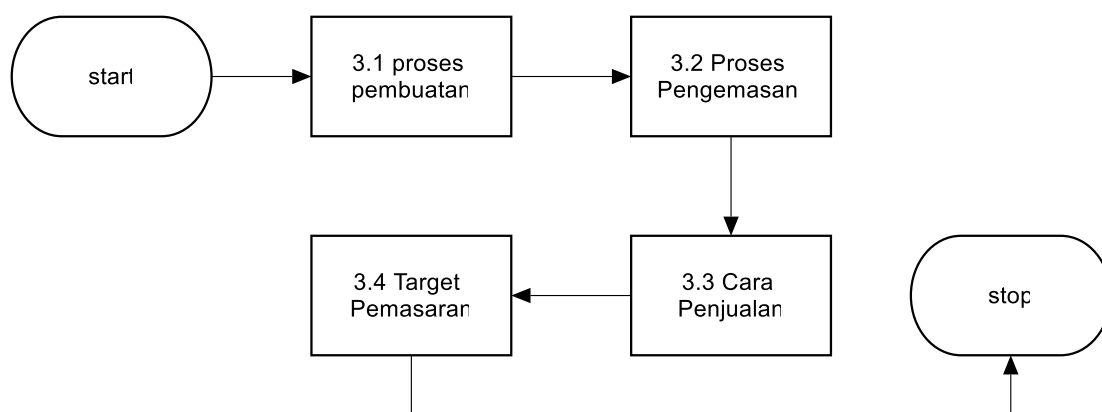 start
3.1 proses
pembuatan
3.2 Proses
Pengemasan
3.3 Cara
Penjualan
3.4 Target
Pemasaran
stop